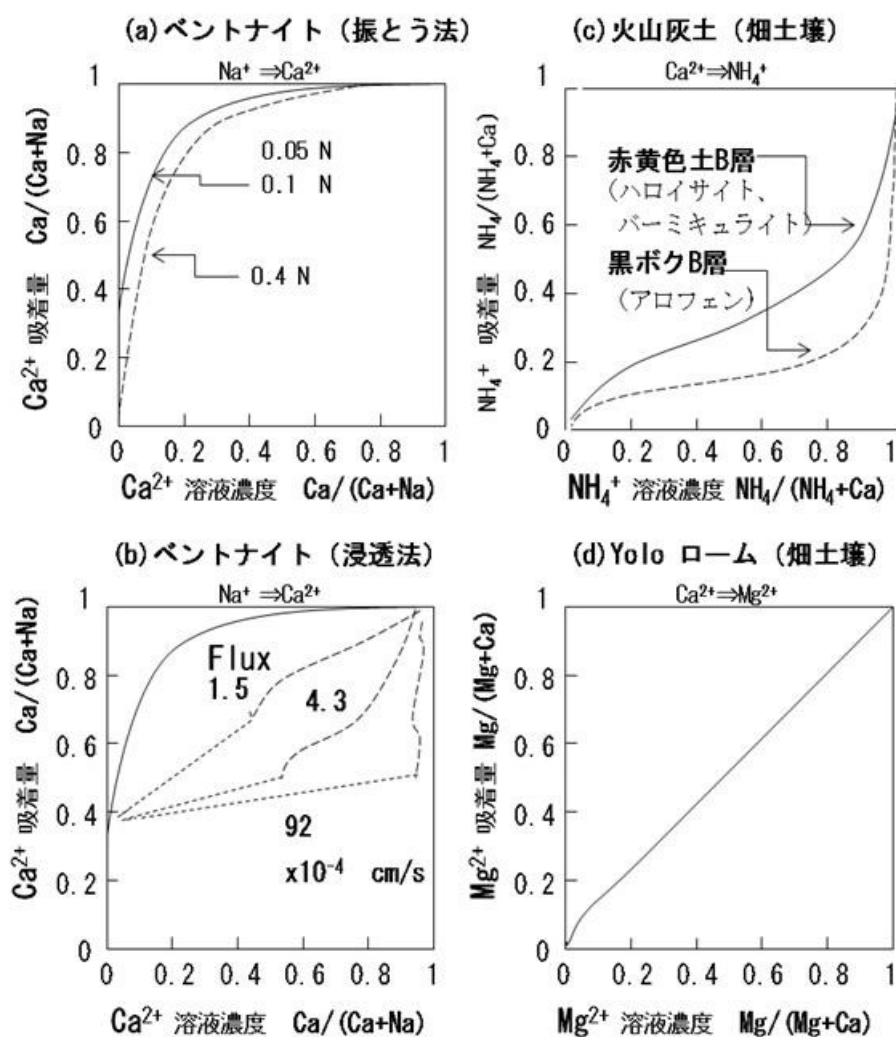 (a)ベントナイト（振とう法）
Na⁺ ⇒Ca²⁺
Ca²⁺ 吸着量 Ca/(Ca+Na)
1
0.8
0.6
0.4
0.2
0
0.05 N
0.1 N
0.4 N
0 0.2 0.4 0.6 0.8 1
Ca²⁺ 溶液濃度 Ca/(Ca+Na)
(c)火山灰土（畑土壌）
Ca²⁺⇒NH₄⁺
NH₄⁺ 吸着量 NH₄/(NH₄+Ca)
1
0.8
0.6
0.4
0.2
0
赤黄色土B層
(ハロイサイト、
バーミキュライト)
黒ボクB層
(アロフェン)
0 0.2 0.4 0.6 0.8 1
NH₄⁺ 溶液濃度 NH₄/(NH₄+Ca)
(b)ベントナイト（浸透法）
Na⁺ ⇒Ca²⁺
Ca²⁺ 吸着量 Ca/(Ca+Na)
1
0.8
0.6
0.4
0.2
0
Flux
1.5
4.3
92
x10⁻⁴ cm/s
0 0.2 0.4 0.6 0.8 1
Ca²⁺ 溶液濃度 Ca/(Ca+Na)
(d)Yolo ローム（畑土壌）
Ca²⁺⇒Mg²⁺
Mg²⁺ 吸着量 Mg/(Mg+Ca)
1
0.8
0.6
0.4
0.2
0
0 0.2 0.4 0.6 0.8 1
Mg²⁺ 溶液濃度 Mg/(Mg+Ca)